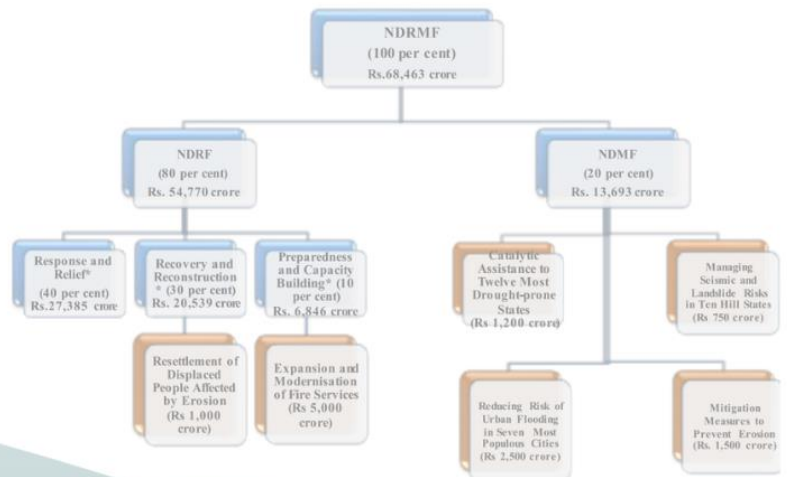 NDRMF
(100 per cent)
Rs.68,463 crore
NDRF
(80 per cent)
Rs. 54,770 crore
NDMF
(20 per cent)
Rs. 13,693 crore
Response and
Relief*
(40 per cent)
Rs.27,385 crore
Recovery and
Reconstruction
* (30 per cent)
Rs. 20,539 crore
Preparedness
and Capacity
Building* (10
per cent)
Rs. 6,846 crore
Catalytic
Assistance to
Twelve Most
Drought-prone
States
(Rs 1,200 crore)
Managing
Seismic and
Landslide Risks
in Ten Hill States
(Rs 750 crore)
Resettlement of
Displaced
People Affected
by Erosion
(Rs 1,000
crore)
Expansion and
Modernisation
of Fire Services
(Rs 5,000
crore)
Reducing Risk of
Urban Flooding
in Seven Most
Populous Cities
(Rs 2,500 crore)
Mitigation
Measures to
Prevent Erosion
(Rs. 1,500 crore)